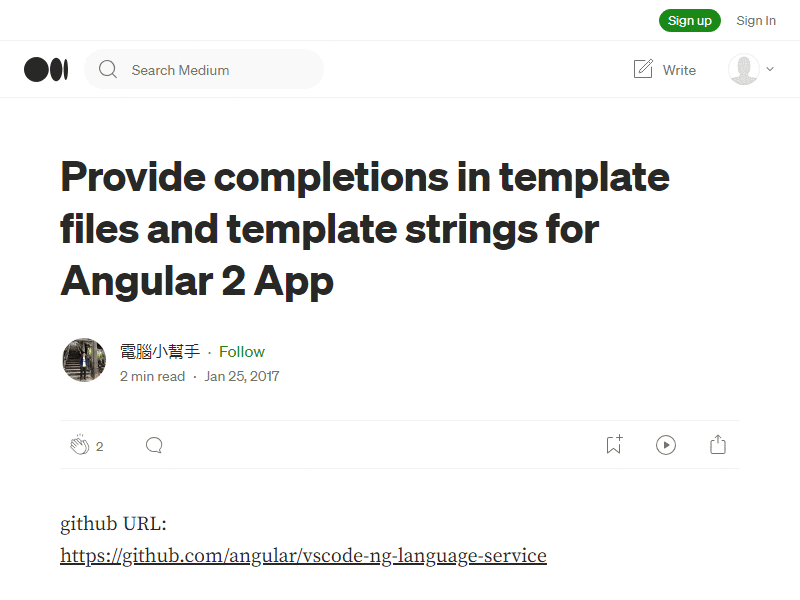 Sign up
Sign In
Search Medium
Write
Provide completions in template
files and template strings for
Angular 2 App
電腦小幫手 · Follow
2 min read · Jan 25, 2017
2
github URL:
https://github.com/angular/vscode-ng-language-service